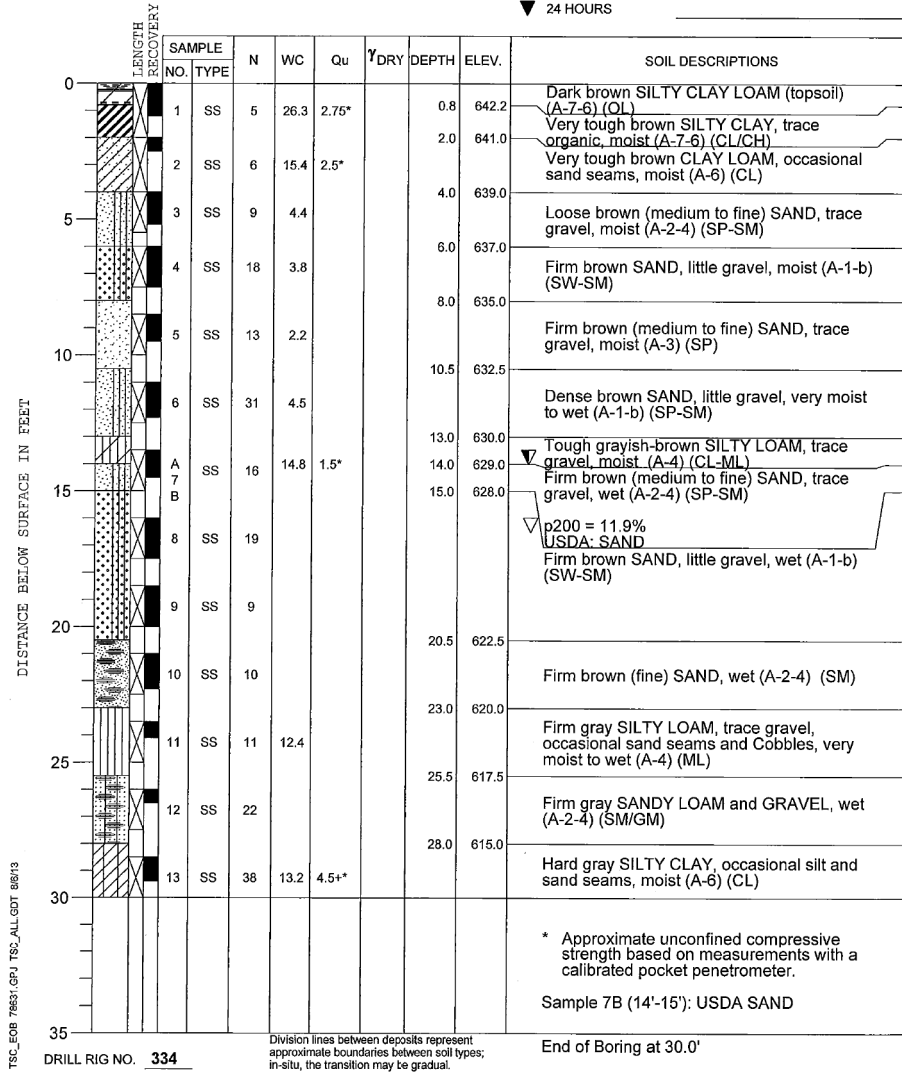 ▼ 24 HOURS
LENGTH
RECOVERY
SAMPLE
NO. TYPE N WC Qu γDRY DEPTH ELEV. SOIL DESCRIPTIONS
0
Dark brown SILTY CLAY LOAM (topsoil)
1 SS 5 26.3 2.75* 0.8 642.2 (A-7-6) (OL)
Very tough brown SILTY CLAY, trace
2.0 641.0 organic, moist (A-7-6) (CL/CH)
2 SS 6 15.4 2.5* Very tough brown CLAY LOAM, occasional
sand seams, moist (A-6) (CL)
4.0 639.0
5 3 SS 9 4.4 Loose brown (medium to fine) SAND, trace
gravel, moist (A-2-4) (SP-SM)
6.0 637.0
4 SS 18 3.8 Firm brown SAND, little gravel, moist (A-1-b)
(SW-SM)
8.0 635.0
5 SS 13 2.2 Firm brown (medium to fine) SAND, trace
gravel, moist (A-3) (SP)
10
10.5 632.5
6 SS 31 4.5 Dense brown SAND, little gravel, very moist
to wet (A-1-b) (SP-SM)
13.0 630.0
Tough grayish-brown SILTY LOAM, trace
A 14.8 1.5* 14.0 629.0 gravel, moist (A-4) (CL-ML)
7 SS 16 Firm brown (medium to fine) SAND, trace
B 15.0 628.0 gravel, wet (A-2-4) (SP-SM)
15
p200 = 11.9%
8 SS 19 USDA: SAND
Firm brown SAND, little gravel, wet (A-1-b)
(SW-SM)
9 SS 9
20
20.5 622.5
10 SS 10 Firm brown (fine) SAND, wet (A-2-4) (SM)
23.0 620.0
Firm gray SILTY LOAM, trace gravel,
11 SS 11 12.4 occasional sand seams and Cobbles, very
moist to wet (A-4) (ML)
25
25.5 617.5
12 SS 22 Firm gray SANDY LOAM and GRAVEL, wet
(A-2-4) (SM/GM)
28.0 615.0
13 SS 38 13.2 4.5+* Hard gray SILTY CLAY, occasional silt and
sand seams, moist (A-6) (CL)
30
* Approximate unconfined compressive
strength based on measurements with a
calibrated pocket penetrometer.
Sample 7B (14'-15'): USDA SAND
35
End of Boring at 30.0'
DISTANCE BELOW SURFACE IN FEET
TSC_EOB 78631.GPJ TSC_ALL.GDT 8/6/13
DRILL RIG NO. 334
Division lines between deposits represent
approximate boundaries between soil types;
in-situ, the transition may be gradual.